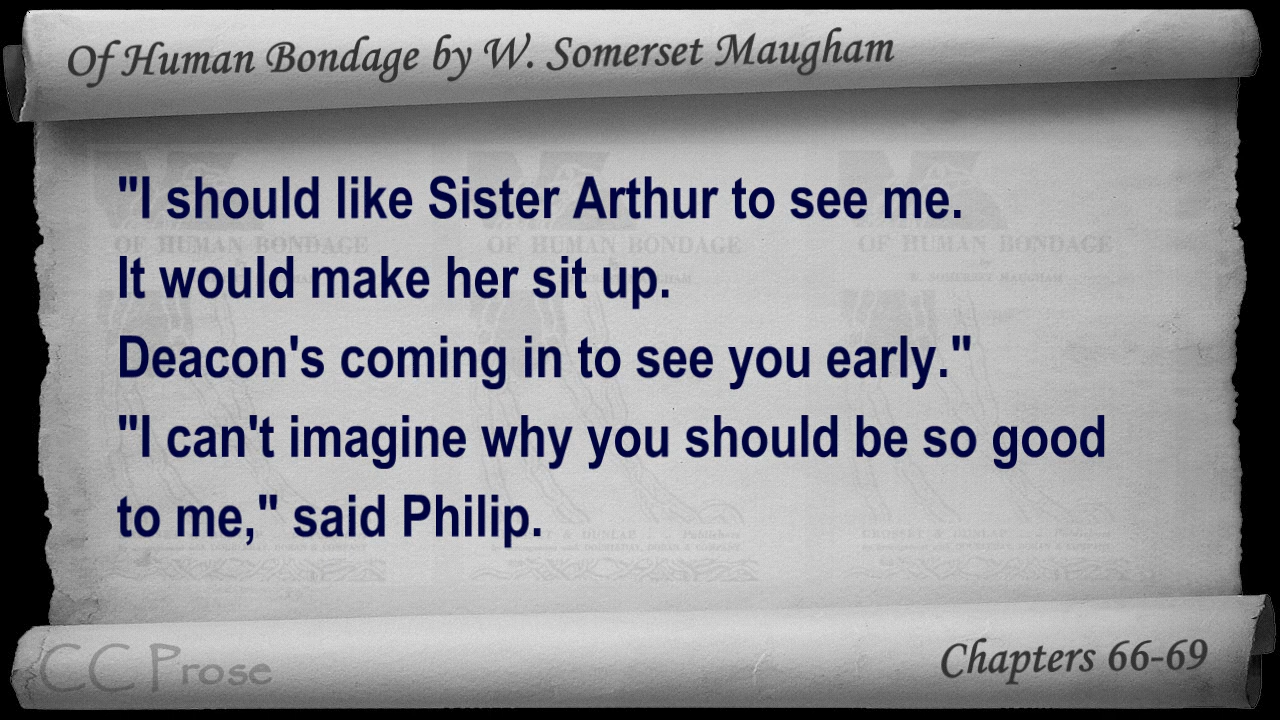 Of Human Bondage by W. Somerset Maugham
"I should like Sister Arthur to see me.
It would make her sit up.
Deacon's coming in to see you early."
"I can't imagine why you should be so good
to me," said Philip.
CC Prose
Chapters 66-69